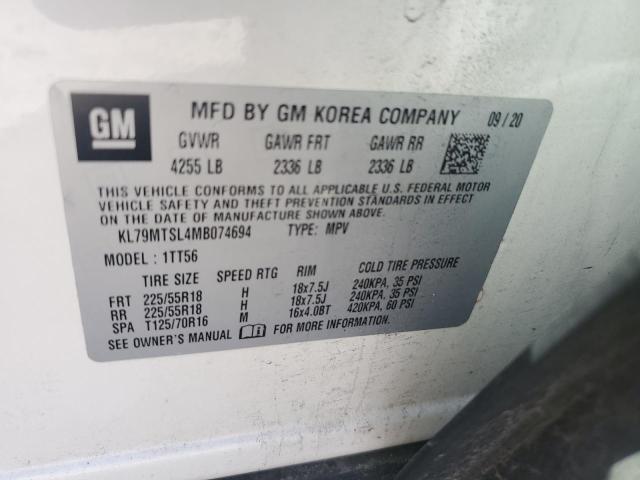 GM MFD BY GM KOREA COMPANY 09/20
GVWR GAWR FRT GAWR RR
4255 LB 2336 LB 2336 LB
THIS VEHICLE CONFORMS TO ALL APPLICABLE U.S. FEDERAL MOTOR
VEHICLE SAFETY AND THEFT PREVENTION STANDARDS IN EFFECT
ON THE DATE OF MANUFACTURE SHOWN ABOVE.
KL79MTSL4MB074694 TYPE: MPV
MODEL : 1TT56
TIRE SIZE SPEED RTG RIM COLD TIRE PRESSURE
FRT 225/55R18 H 18x7.5J 240KPA, 35 PSI
RR 225/55R18 H 18x7.5J 240KPA, 35 PSI
SPA T125/70R16 M 16x4.0BT 420KPA, 60 PSI
SEE OWNER'S MANUAL FOR MORE INFORMATION.